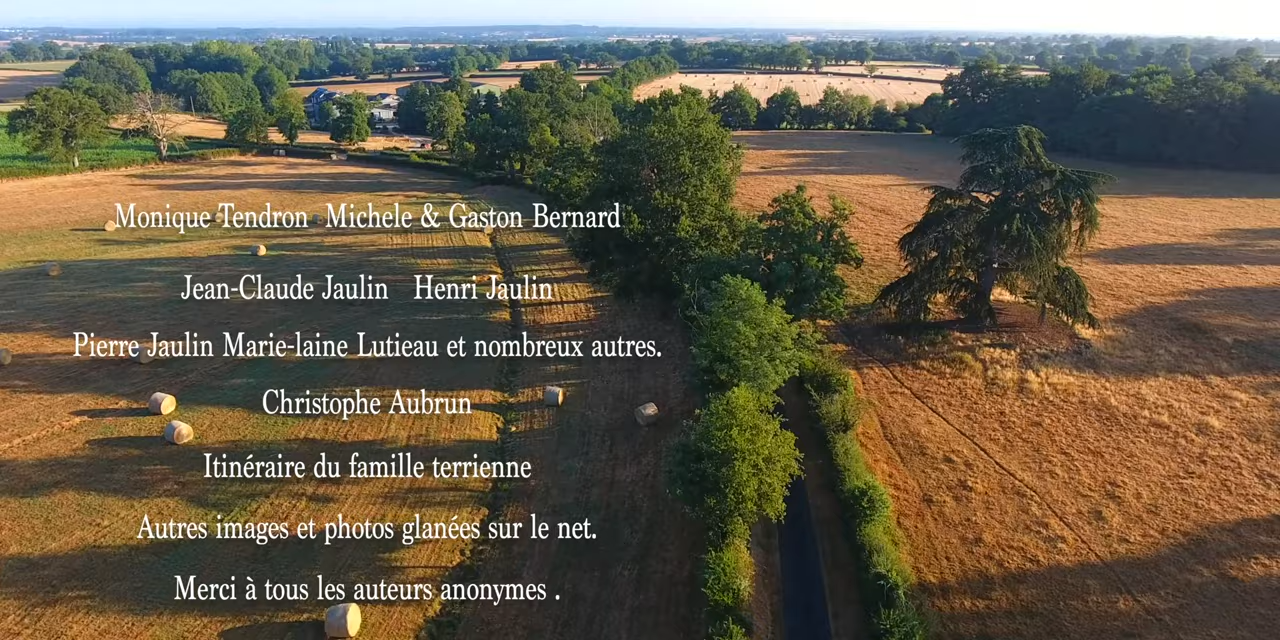 Monique Tendron  Michele & Gaston Bernard
Jean-Claude Jaulin   Henri Jaulin
Pierre Jaulin Marie-laine Lutieau et nombreux autres.
Christophe Aubrun
Itinéraire du famille terrienne
Autres images et photos glanées sur le net.
Merci à tous les auteurs anonymes .